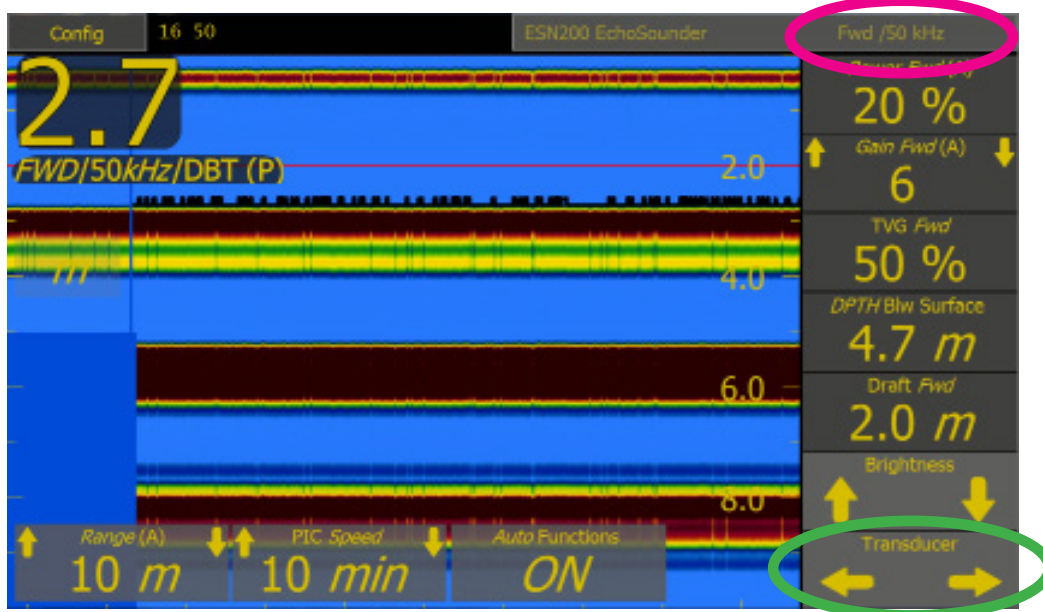 Config
16 50
ESN200 EchoSounder
Fwd /50 kHz
2.7
FWD/50kHz/DBT (P)
2.0
4.0
6.0
8.0
Power Fwd (A)
20 %
Gain Fwd (A)
6
TVG Fwd
50 %
DPTH Blw Surface
4.7 m
Draft Fwd
2.0 m
Brightness
Transducer
Range (A)
10 m
PIC Speed
10 min
Auto Functions
ON